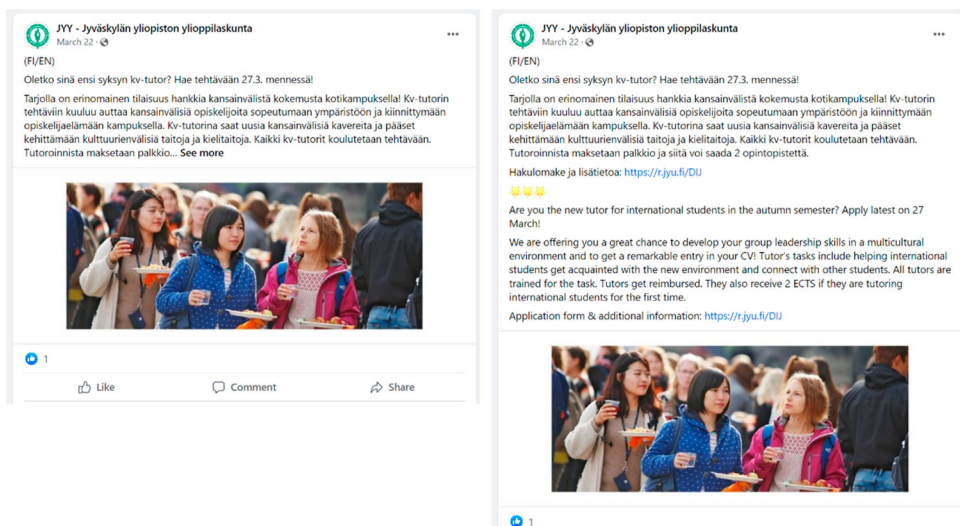 JYY - Jyväskylän yliopiston ylioppilaskunta
March 22 ·
(FI/EN)
Oletko sinä ensi syksyn kv-tutor? Hae tehtävään 27.3. mennessä!
Tarjolla on erinomainen tilaisuus hankkia kansainvälistä kokemusta kotikampuksella! Kv-tutorin
tehtäviin kuuluu auttaa kansainvälisiä opiskelijoita sopeutumaan ympäristöön ja kiinnittymään
opiskelijaelämään kampuksella. Kv-tutorina saat uusia kansainvälisiä kavereita ja pääset
kehittämään kulttuurienvälisiä taitoja ja kielitaitoja. Kaikki kv-tutorit koulutetaan tehtävään.
Tutoroinnista maksetaan palkkio... See more
1
Like Comment Share
JYY - Jyväskylän yliopiston ylioppilaskunta
March 22 ·
(FI/EN)
Oletko sinä ensi syksyn kv-tutor? Hae tehtävään 27.3. mennessä!
Tarjolla on erinomainen tilaisuus hankkia kansainvälistä kokemusta kotikampuksella! Kv-tutorin
tehtäviin kuuluu auttaa kansainvälisiä opiskelijoita sopeutumaan ympäristöön ja kiinnittymään
opiskelijaelämään kampuksella. Kv-tutorina saat uusia kansainvälisiä kavereita ja pääset
kehittämään kulttuurienvälisiä taitoja ja kielitaitoja. Kaikki kv-tutorit koulutetaan tehtävään.
Tutoroinnista maksetaan palkkio ja siitä voi saada 2 opintopistettä.
Hakulomake ja lisätietoa: https://r.jyu.fi/DIJ
Are you the new tutor for international students in the autumn semester? Apply latest on 27
March!
We are offering you a great chance to develop your group leadership skills in a multicultural
environment and to get a remarkable entry in your CV! Tutor's tasks include helping international
students get acquainted with the new environment and connect with other students. All tutors are
trained for the task. Tutors get reimbursed. They also receive 2 ECTS if they are tutoring
international students for the first time.
Application form & additional information: https://r.jyu.fi/DIJ
1